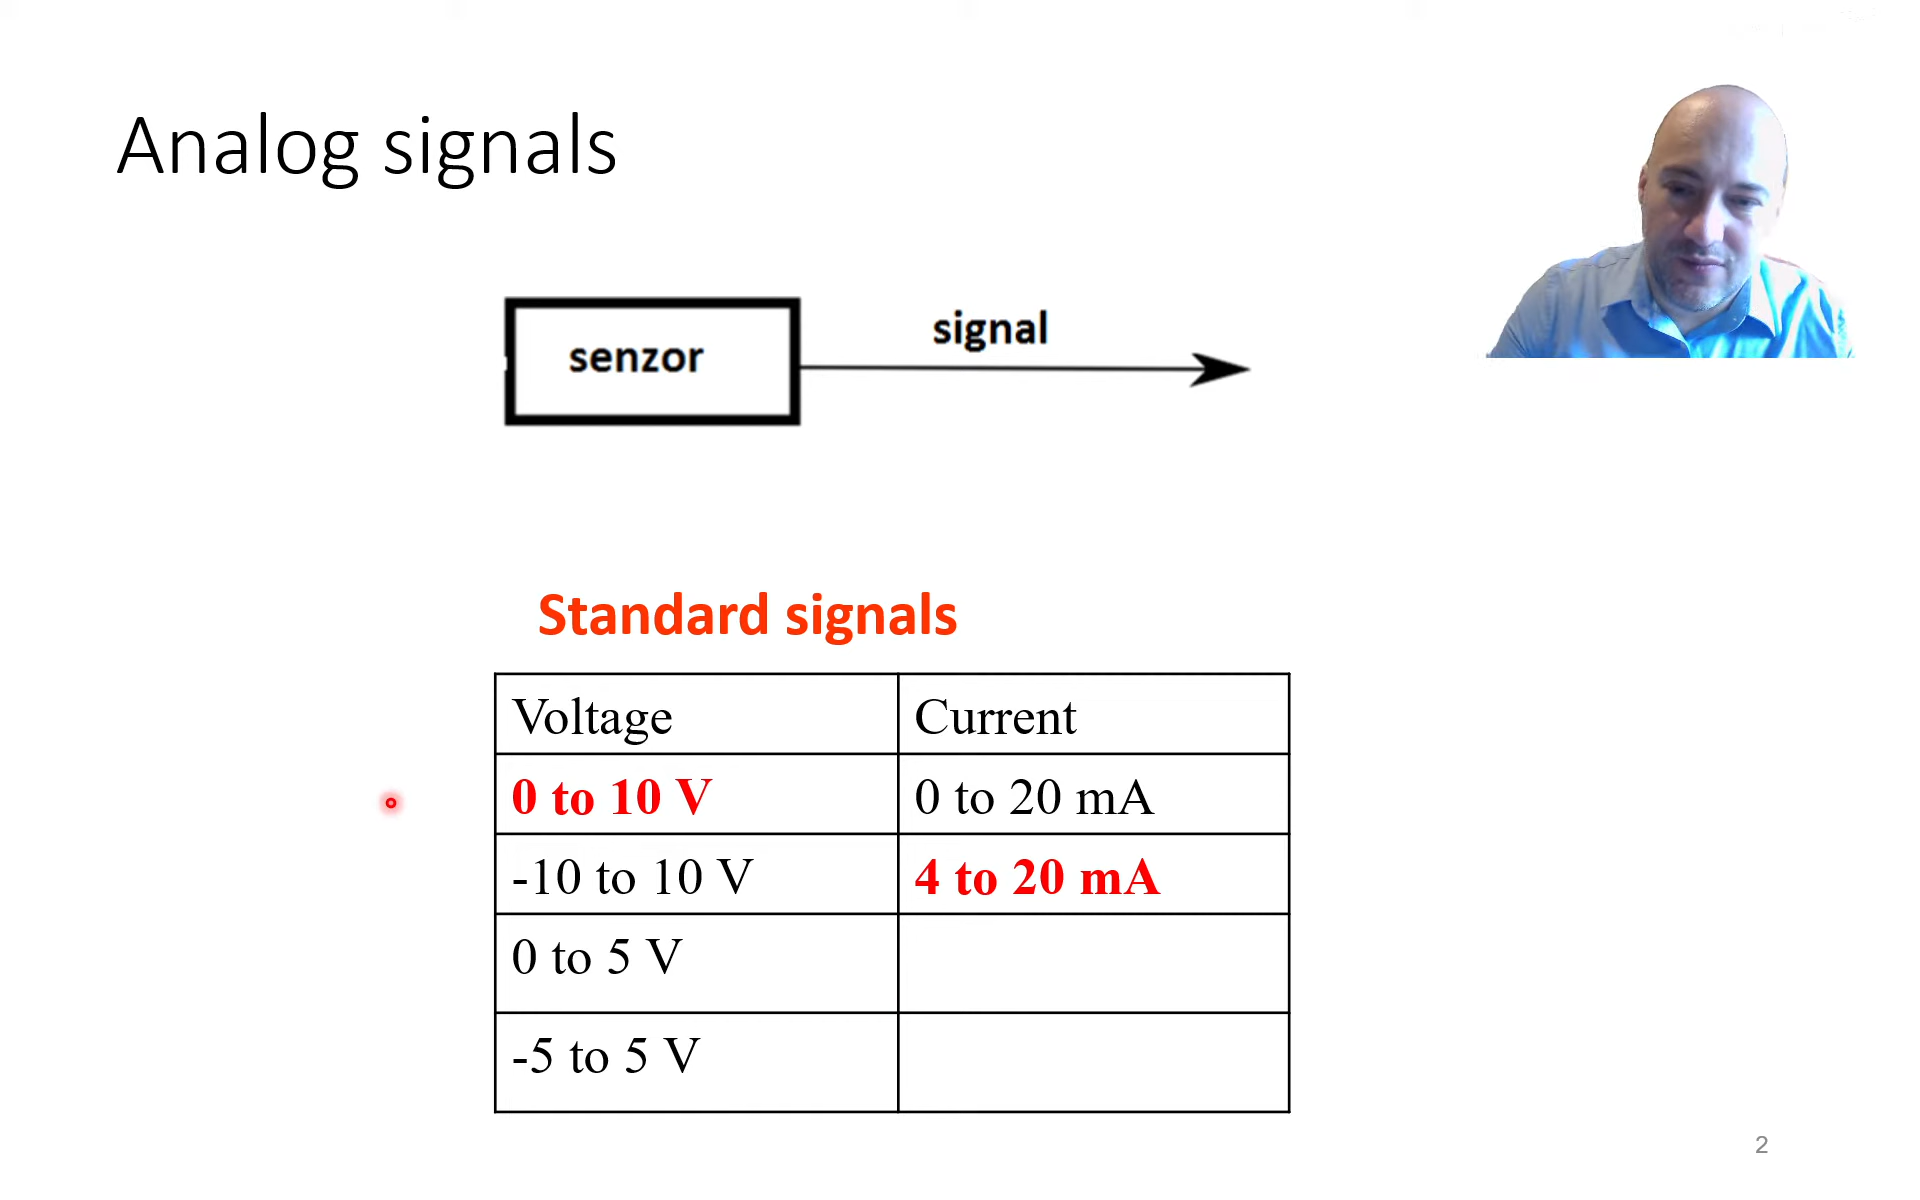 Analog signals
senzor
signal
Standard signals
Voltage Current
0 to 10 V 0 to 20 mA
-10 to 10 V 4 to 20 mA
0 to 5 V
-5 to 5 V
2